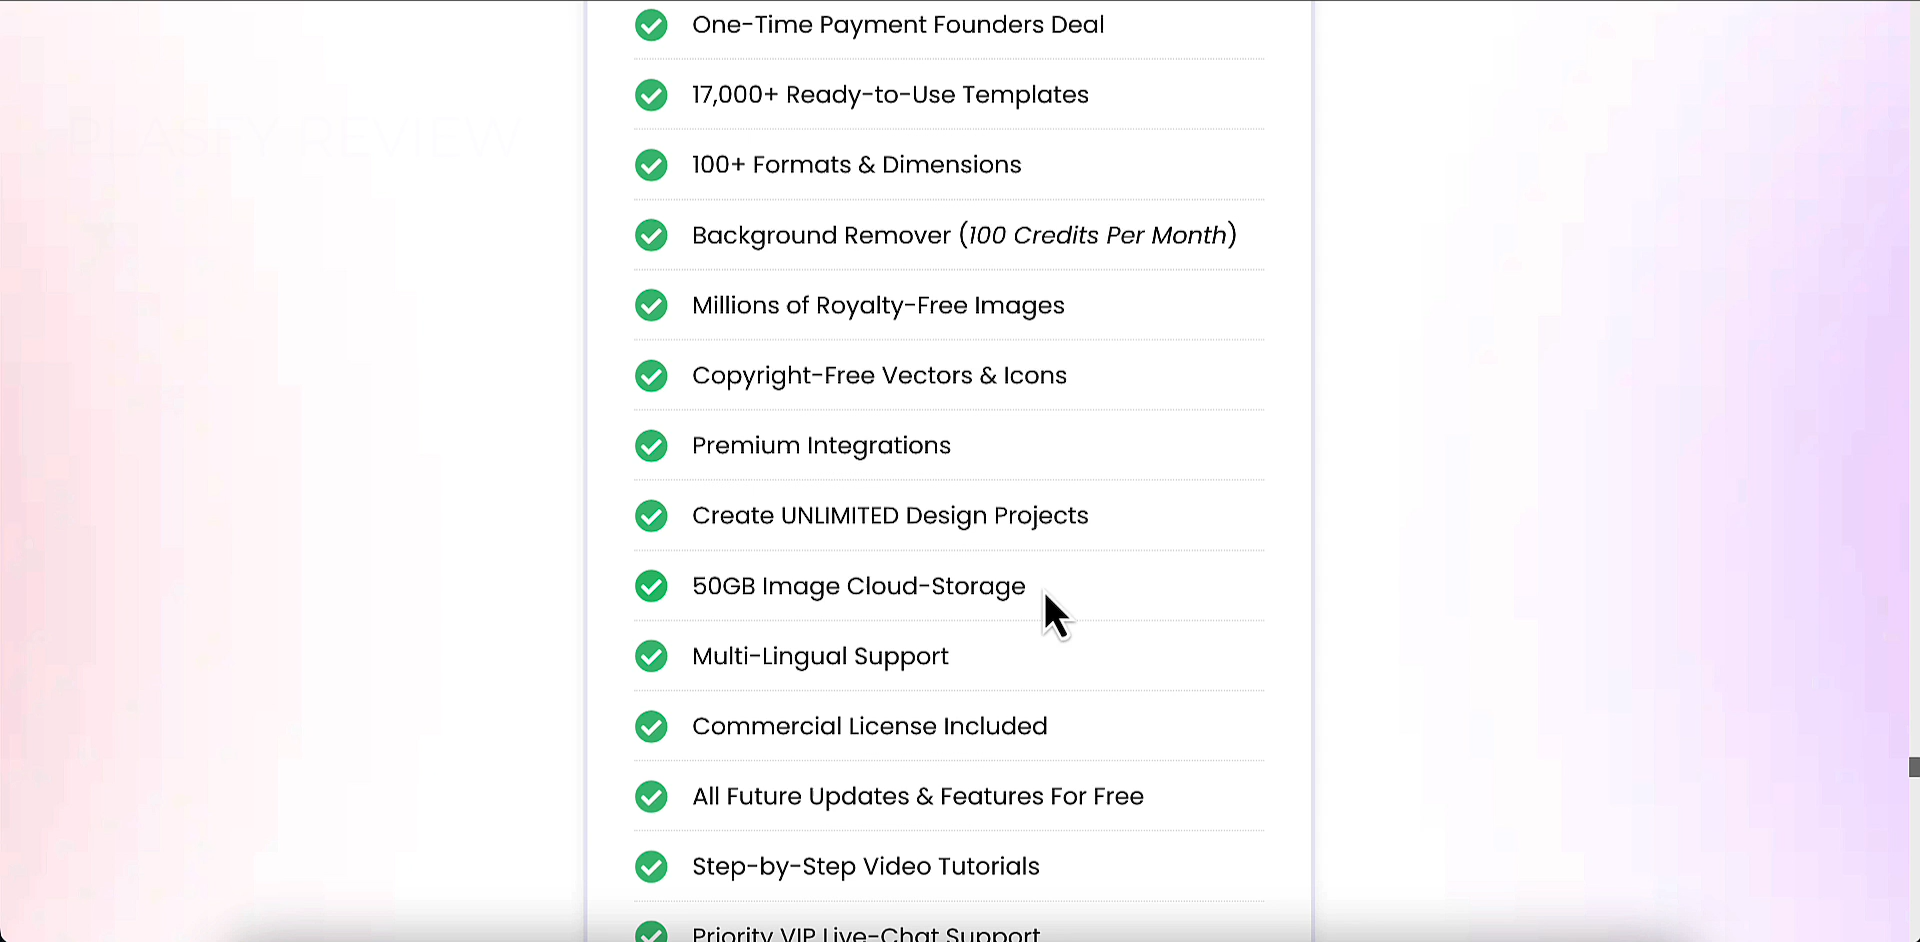 One-Time Payment Founders Deal
17,000+ Ready-to-Use Templates
PLASFY REVIEW
100+ Formats & Dimensions
Background Remover (100 Credits Per Month)
Millions of Royalty-Free Images
Copyright-Free Vectors & Icons
Premium Integrations
Create UNLIMITED Design Projects
50GB Image Cloud-Storage
Multi-Lingual Support
Commercial License Included
All Future Updates & Features For Free
Step-by-Step Video Tutorials
Priority VIP Live-Chat Support